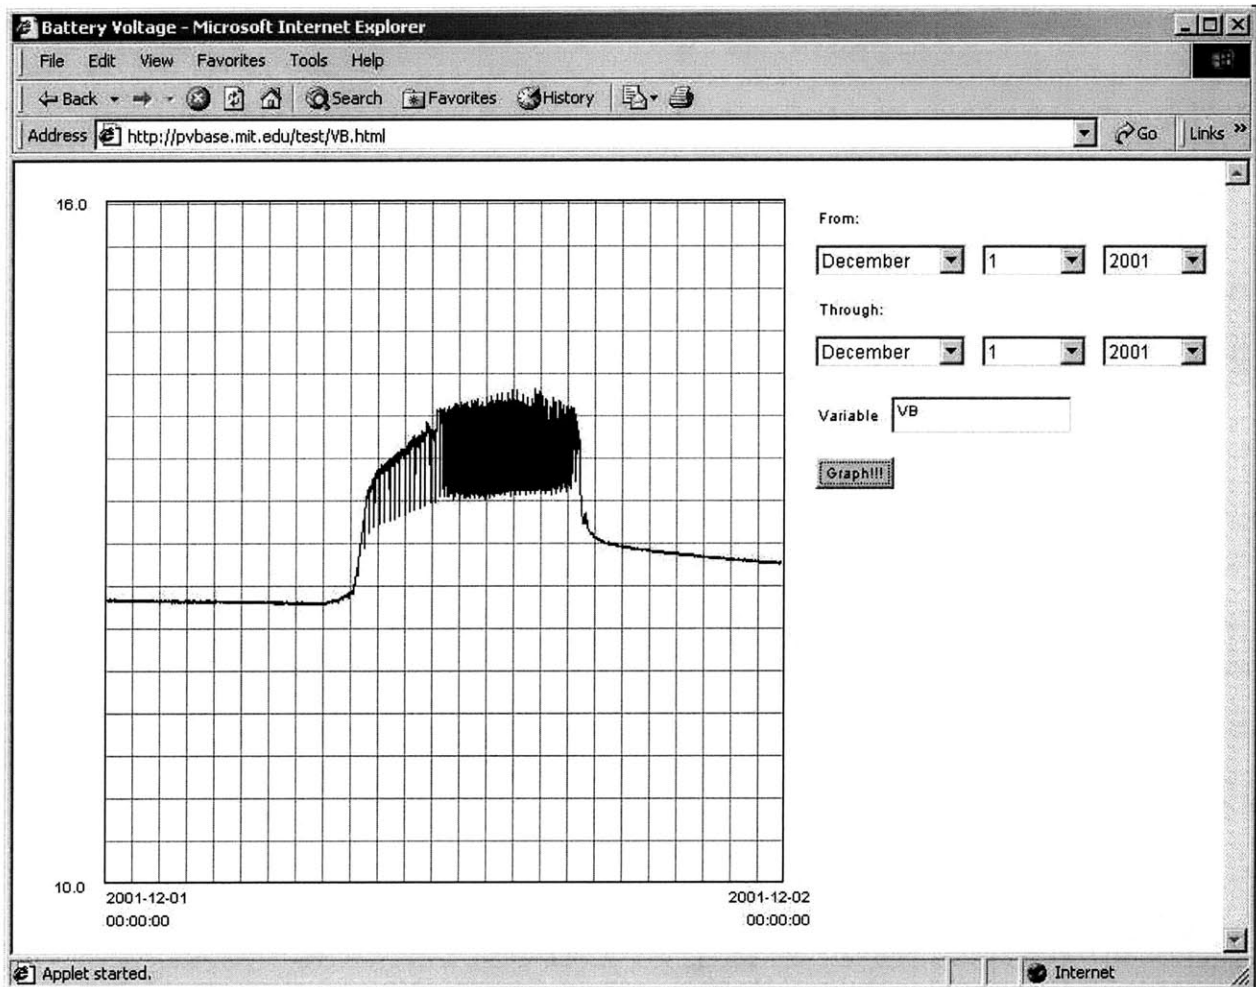 Battery Voltage - Microsoft Internet Explorer
File Edit View Favorites Tools Help
Back Search Favorites History
Address http://pvbase.mit.edu/test/VB.html Go Links »
16.0
From:
December 1 2001
Through:
December 1 2001
Variable VB
Graph!!!
10.0
2001-12-01 2001-12-02
00:00:00 00:00:00
Applet started. Internet